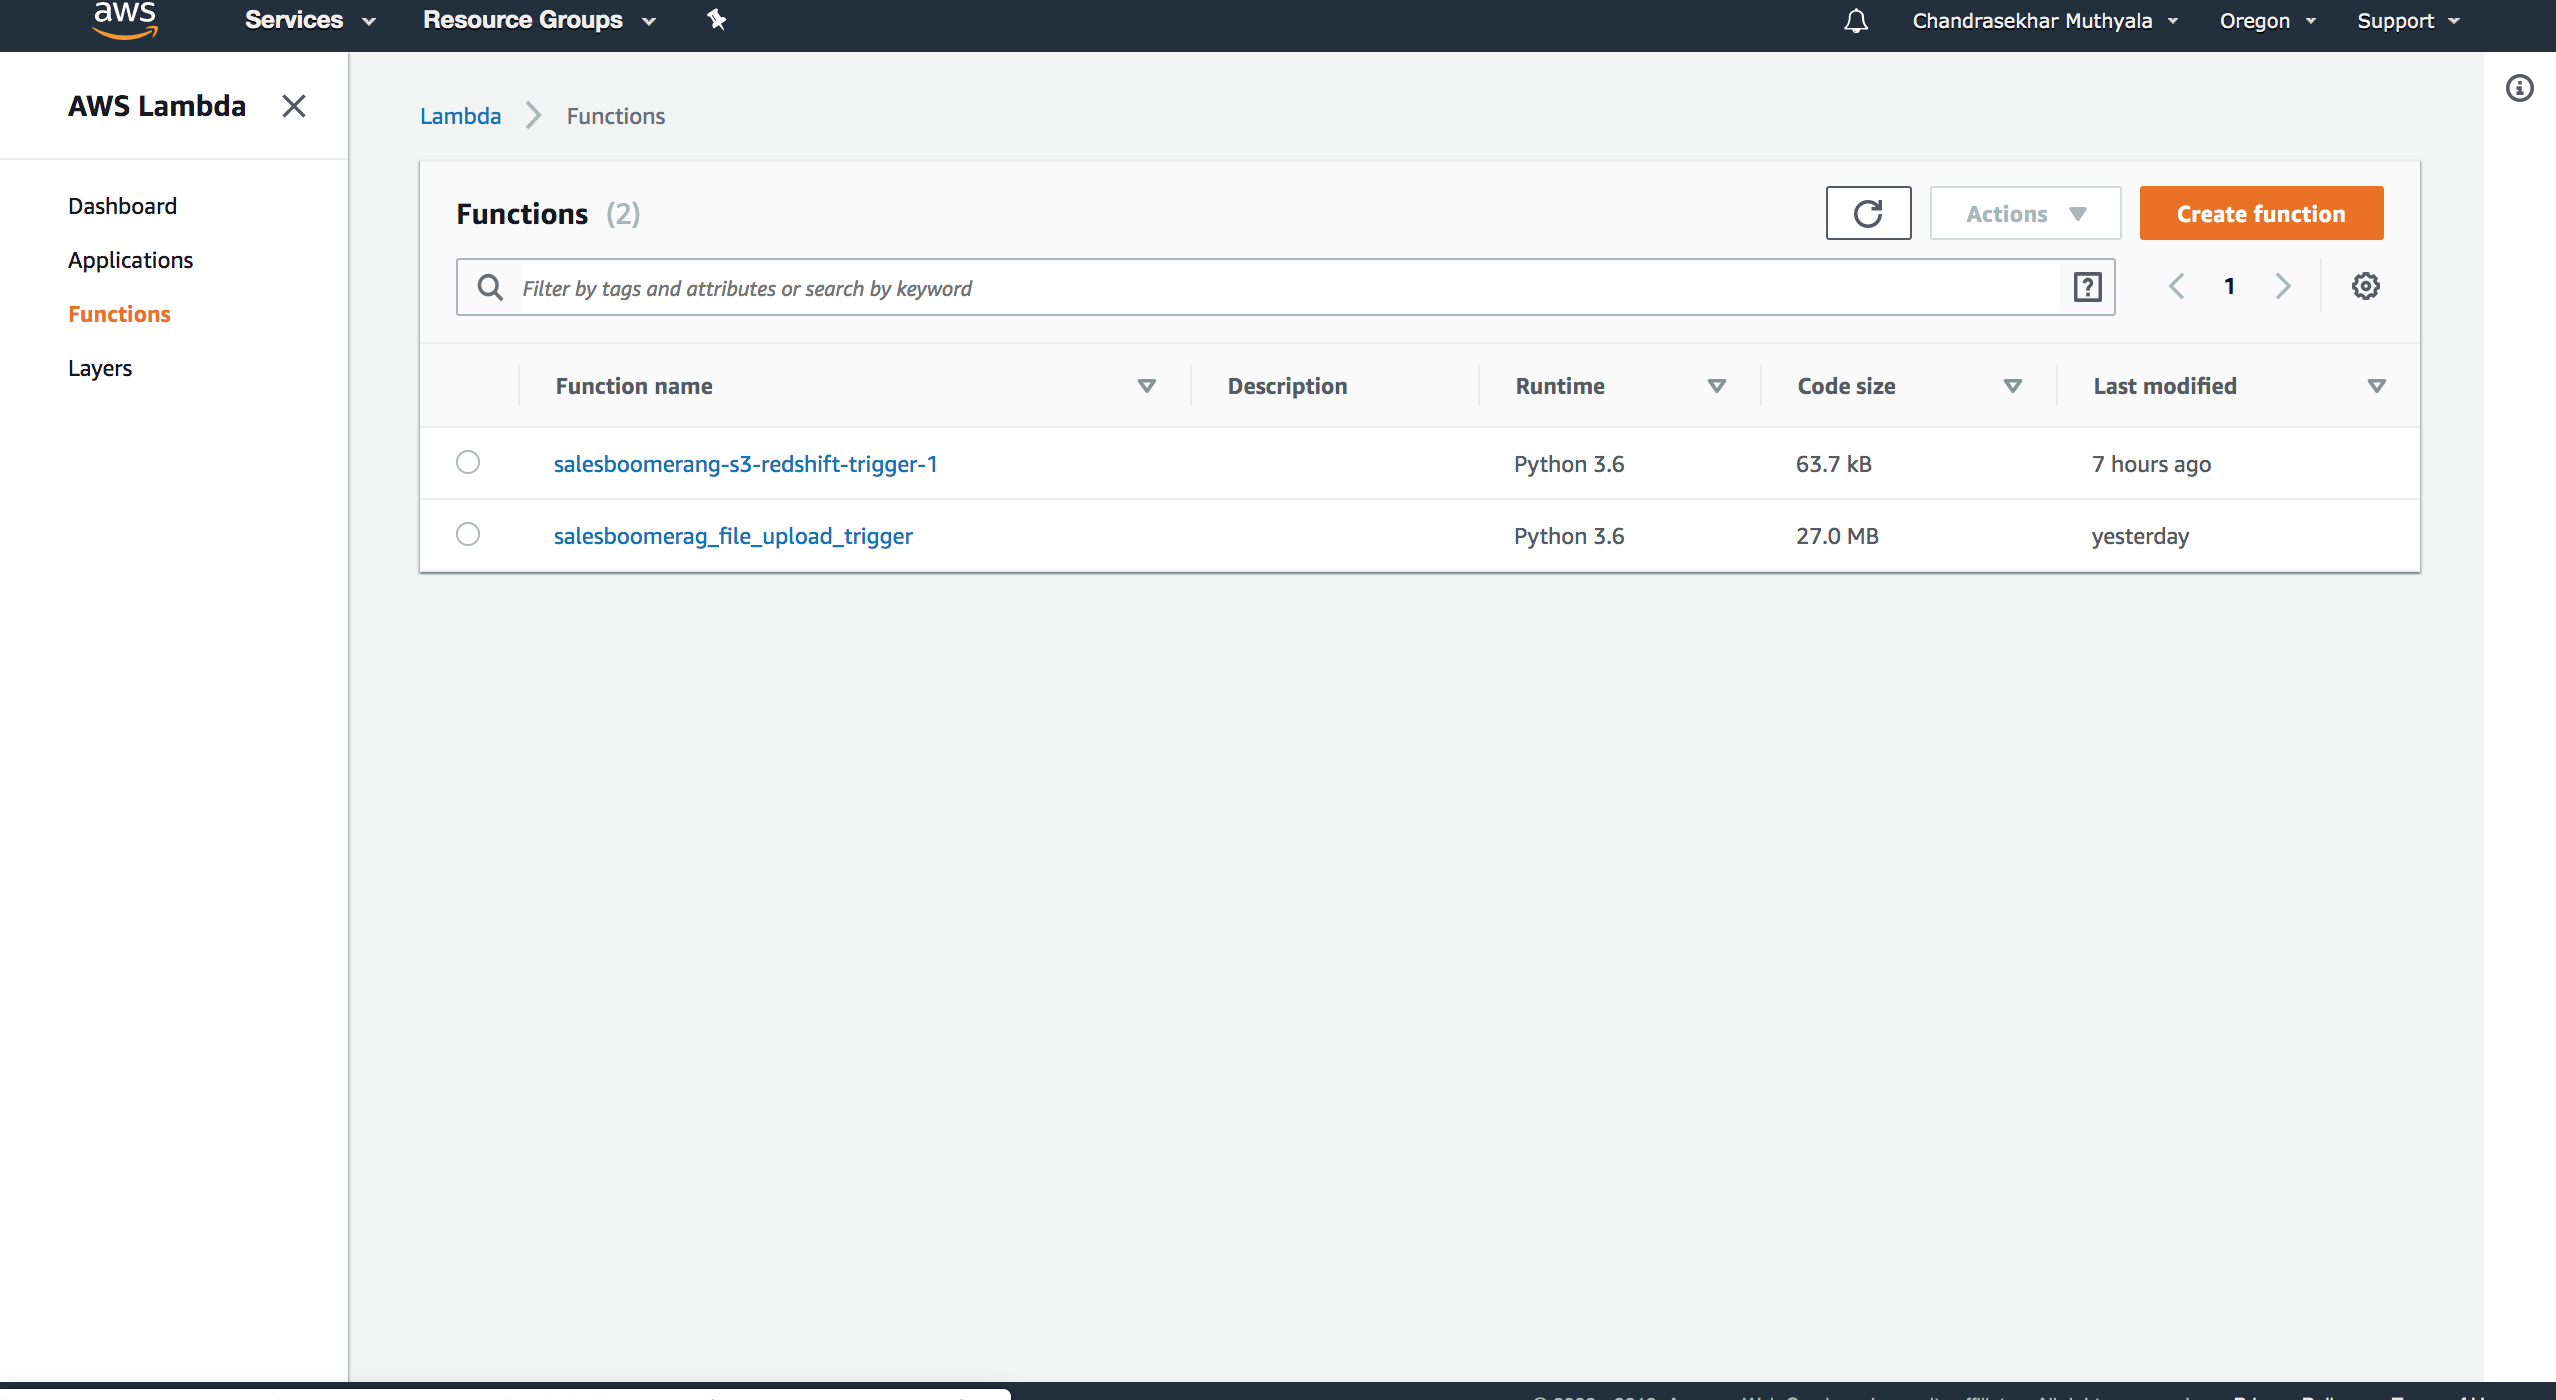 aws Services Resource Groups Chandrasekhar Muthyala Oregon Support
AWS Lambda
Dashboard
Applications
Functions
Layers
Lambda Functions
Functions (2)
Actions
Create function
Filter by tags and attributes or search by keyword
?
1
Function name Description Runtime Code size Last modified
salesboomerang-s3-redshift-trigger-1 Python 3.6 63.7 kB 7 hours ago
salesboomerag_file_upload_trigger Python 3.6 27.0 MB yesterday